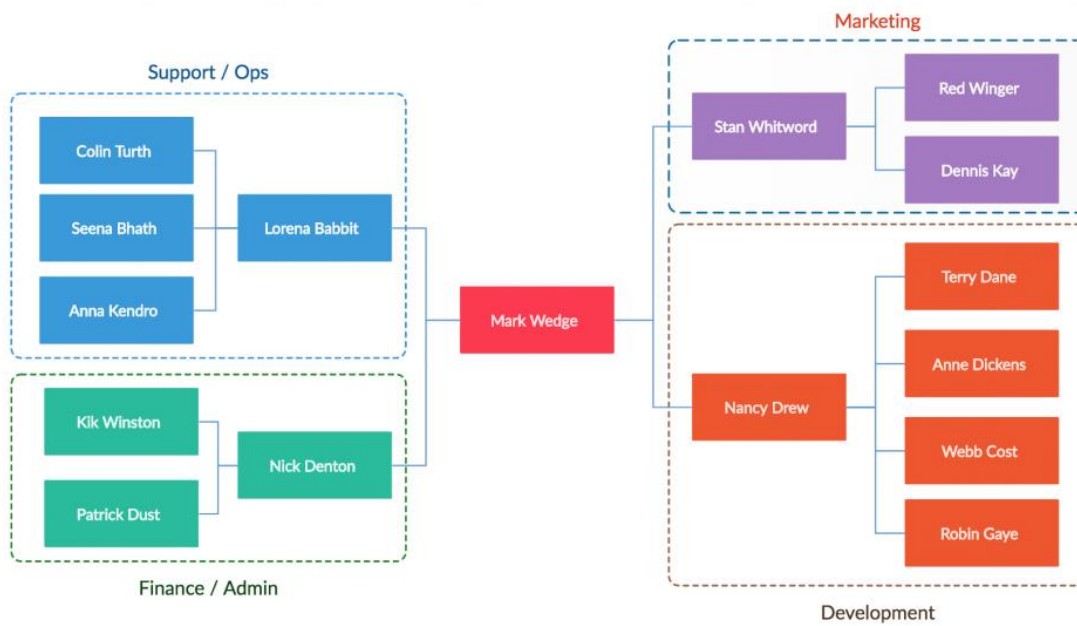 Marketing
Support / Ops
Colin Turth
Seena Bhath
Anna Kendro
Lorena Babbit
Kik Winston
Patrick Dust
Nick Denton
Finance / Admin
Mark Wedge
Stan Whitword
Red Winger
Dennis Kay
Nancy Drew
Terry Dane
Anne Dickens
Webb Cost
Robin Gaye
Development